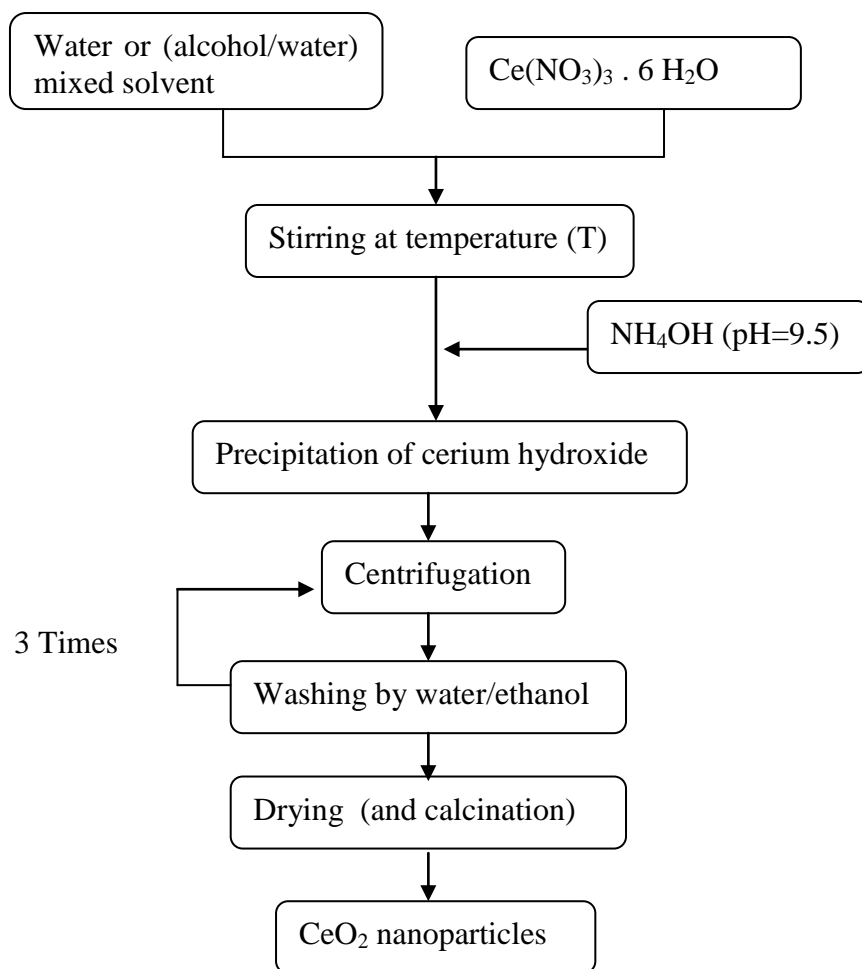 Water or (alcohol/water)
mixed solvent
Ce(NO₃)₃ . 6 H₂O
Stirring at temperature (T)
NH₄OH (pH=9.5)
Precipitation of cerium hydroxide
Centrifugation
3 Times
Washing by water/ethanol
Drying (and calcination)
CeO₂ nanoparticles